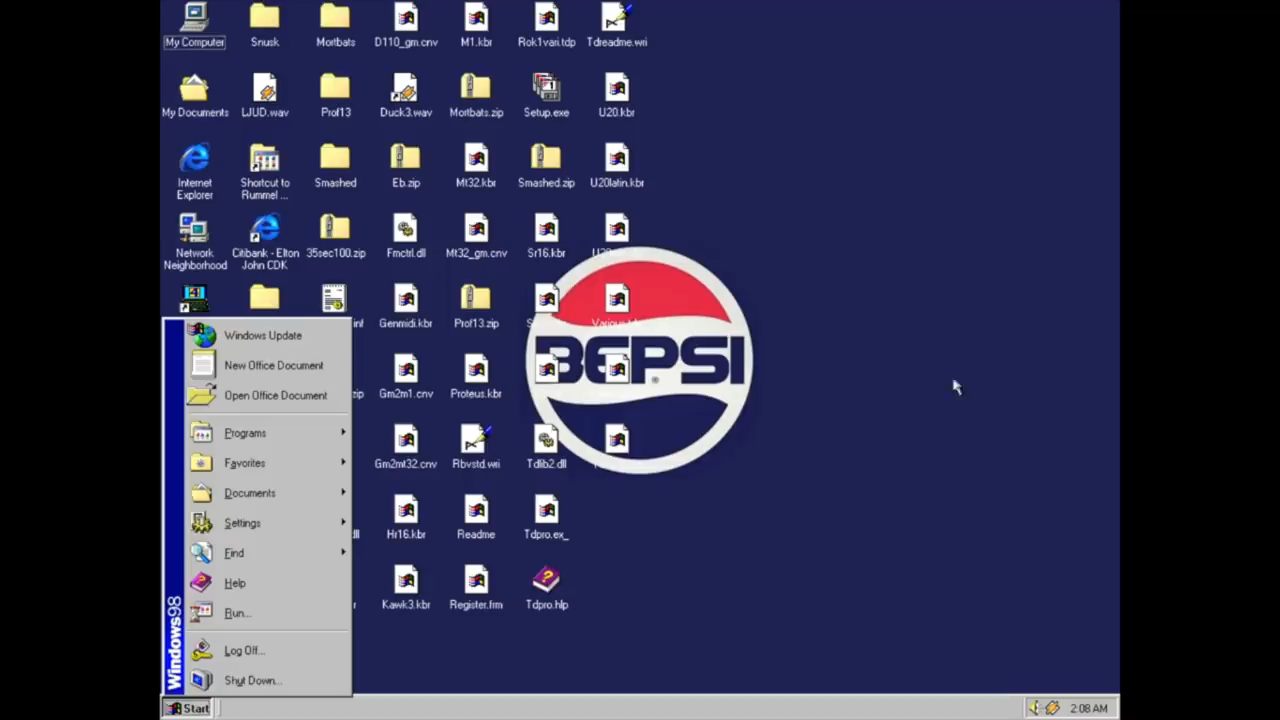 My Computer
Snusk
Mortbats
D110_gm.cnv
M1.kbr
Rok1vari.tdp
Tdreadme.wri
My Documents
LJUD.wav
Prof13
Duck3.wav
Mortbats.zip
Setup.exe
U20.kbr
Internet
Explorer
Shortcut to
Rummel ...
Smashed
Eb.zip
Mt32.kbr
Smashed.zip
U20latin.kbr
Network
Neighborhood
Citibank - Elton
John CDK
35sec100.zip
Fmctrl.dl
Mt32_gm.cnv
Sr16.kbr
inf
Genmidi.kbr
Prof13.zip
zip
Gm2m1.cnv
Proteus.kbr
BEPSI
Gm2mt32.cnv
Rbvstd.wri
Tdlib2.dll
Hr16.kbr
Readme
Tdpro.ex_
Kawk3.kbr
Register.frm
Tdpro.hlp
Windows Update
New Office Document
Open Office Document
Programs
Favorites
Documents
Settings
Find
Help
Run...
Log Off...
Shut Down...
Windows98
Start
2:08 AM